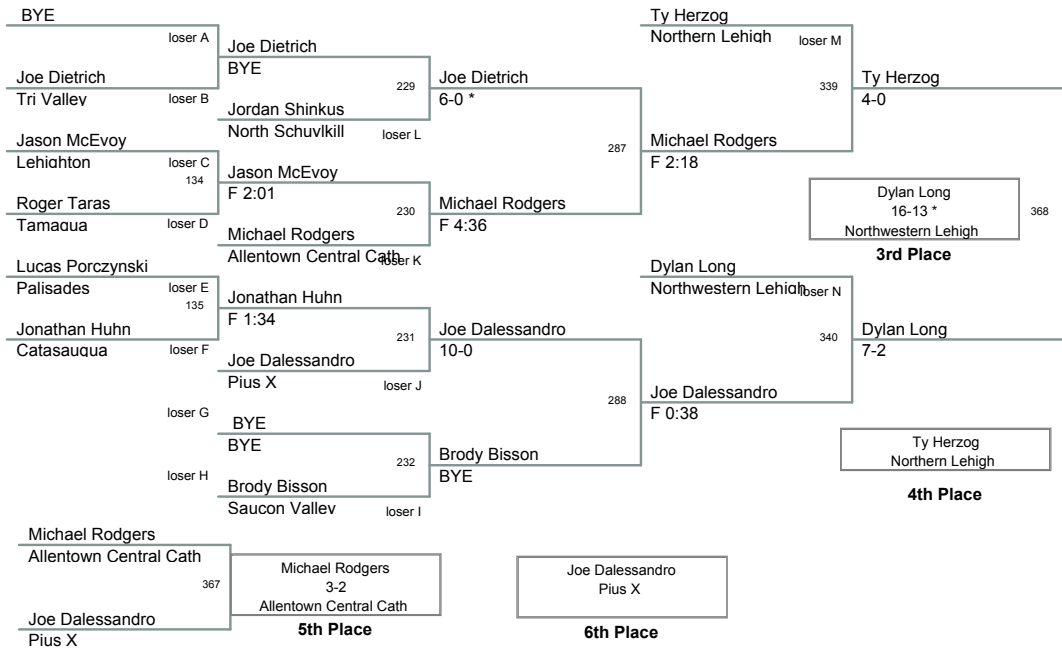 BYE
loser A
Joe Dietrich
Tri Valley
loser B
Jason McEvoy
Lehighton
loser C
134
Roger Taras
Tamaqua
loser D
Lucas Porczynski
Palisades
loser E
135
Jonathan Huhn
Catasauqua
loser F
loser G
loser H
Joe Dietrich
BYE
229
Jordan Shinkus
North Schuylkill
loser L
Jason McEvoy
F 2:01
230
Michael Rodgers
Allentown Central Cath
loser K
Jonathan Huhn
F 1:34
231
Joe Dalessandro
Pius X
loser J
BYE
BYE
232
Brody Bisson
Saucon Valley
loser I
Joe Dietrich
6-0 *
287
Michael Rodgers
F 4:36
Joe Dalessandro
10-0
288
Brody Bisson
BYE
Ty Herzog
Northern Lehigh
loser M
339
Michael Rodgers
F 2:18
Dylan Long
Northwestern Lehigh
loser N
340
Joe Dalessandro
F 0:38
Ty Herzog
4-0
Dylan Long
16-13 *
Northwestern Lehigh
368
3rd Place
Dylan Long
7-2
Ty Herzog
Northern Lehigh
4th Place
Michael Rodgers
Allentown Central Cath
367
Joe Dalessandro
Pius X
Michael Rodgers
3-2
Allentown Central Cath
5th Place
Joe Dalessandro
Pius X
6th Place